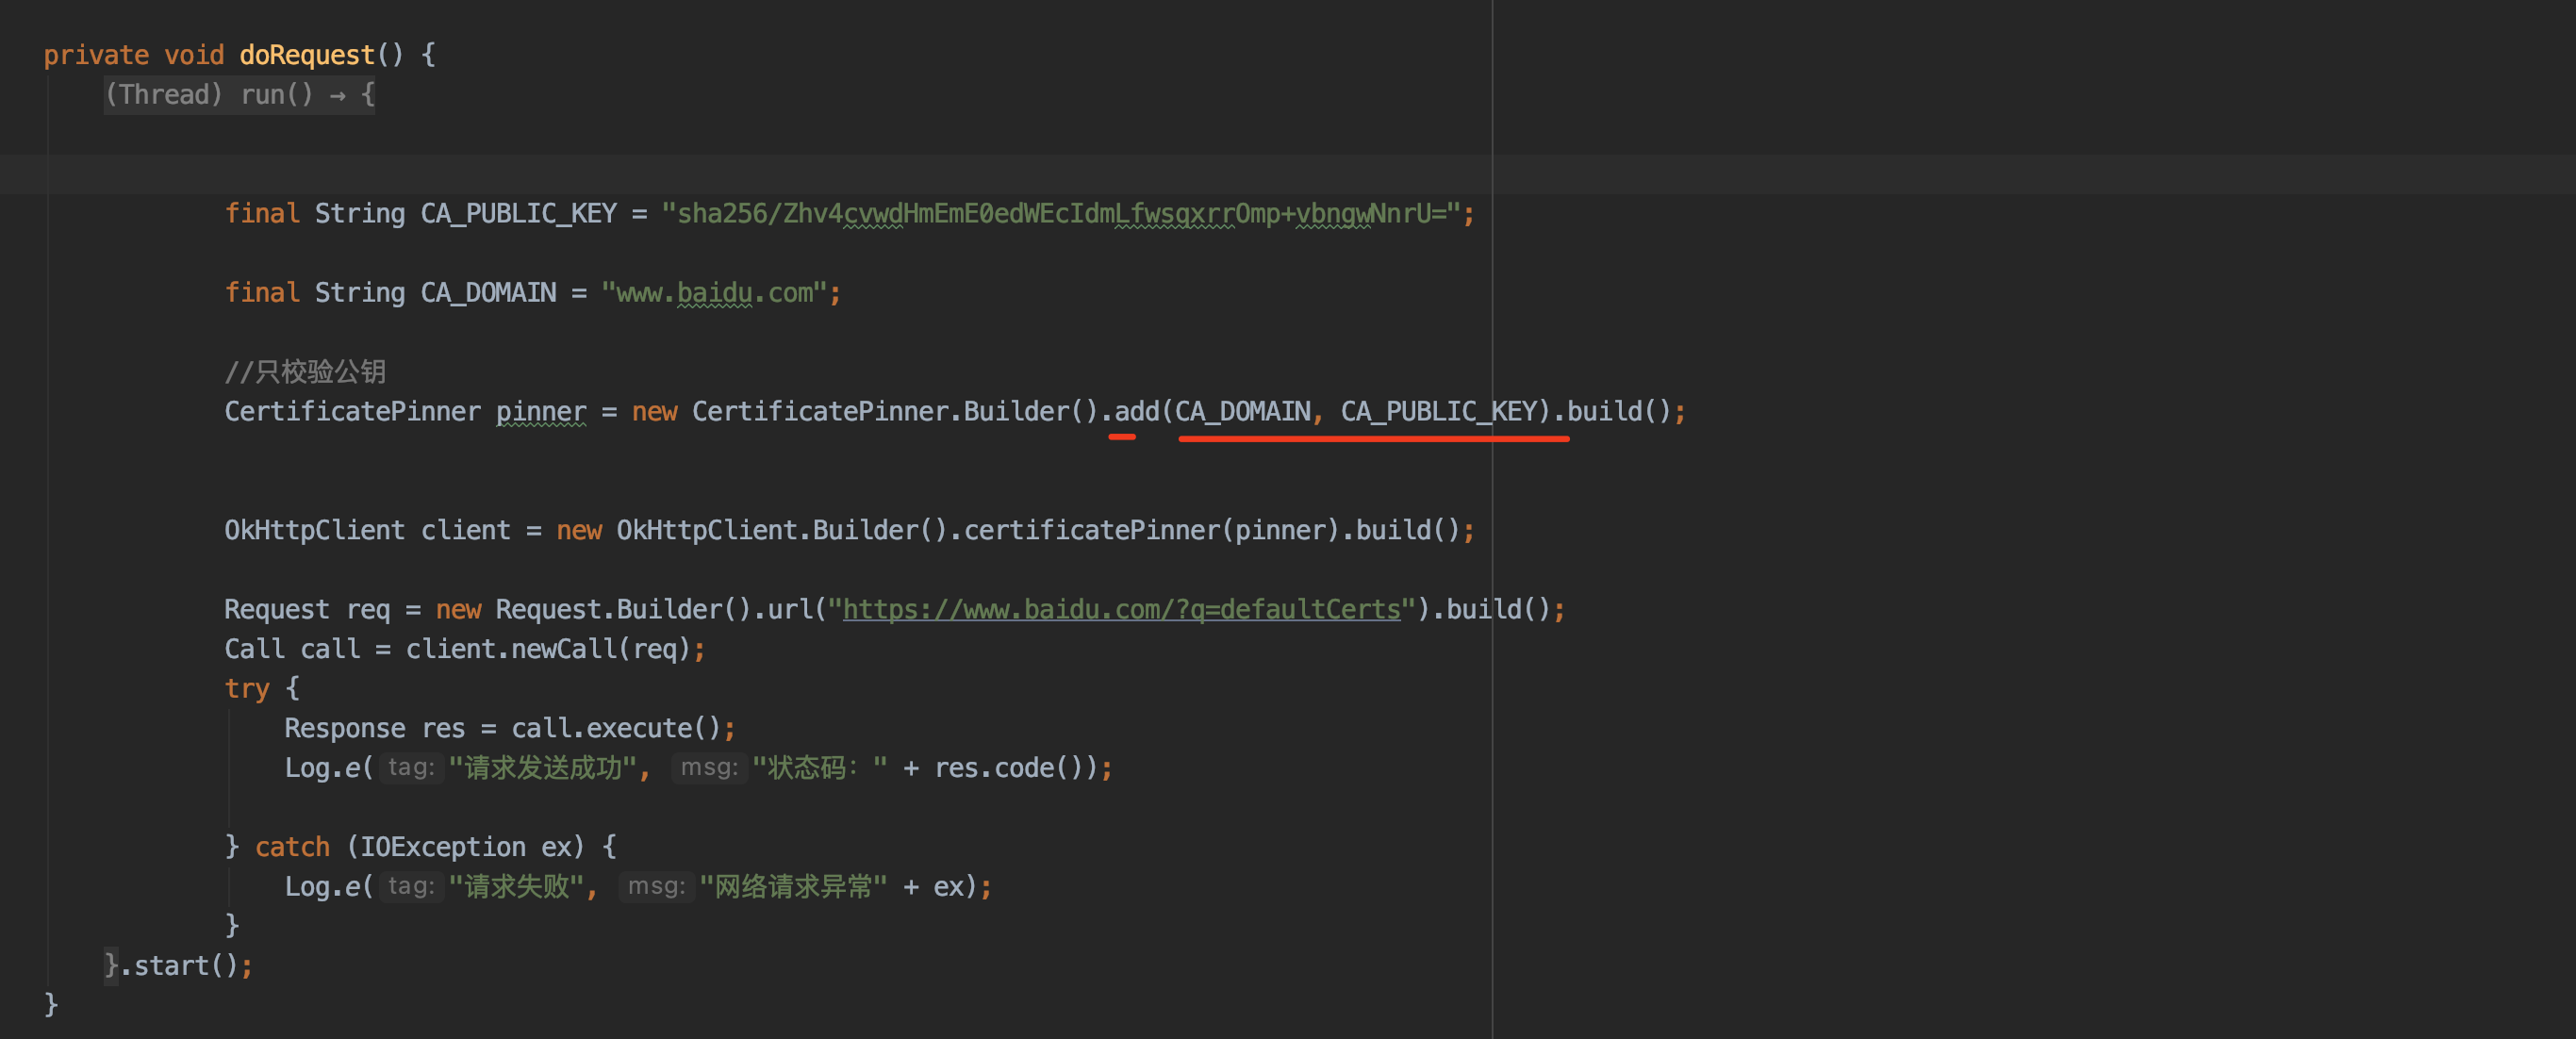 private void doRequest() {
(Thread) run() → {
final String CA_PUBLIC_KEY = "sha256/Zhv4cvwdHmEmE0edWEcIdmLfwsqxrrOmp+vbngwNnrU=";
final String CA_DOMAIN = "www.baidu.com";
//只校验公钥
CertificatePinner pinner = new CertificatePinner.Builder().add(CA_DOMAIN, CA_PUBLIC_KEY).build();
OkHttpClient client = new OkHttpClient.Builder().certificatePinner(pinner).build();
Request req = new Request.Builder().url("https://www.baidu.com/?q=defaultCerts").build();
Call call = client.newCall(req);
try {
Response res = call.execute();
Log.e( tag: "请求发送成功", msg: "状态码：" + res.code());
} catch (IOException ex) {
Log.e( tag: "请求失败", msg: "网络请求异常" + ex);
}
}.start();
}